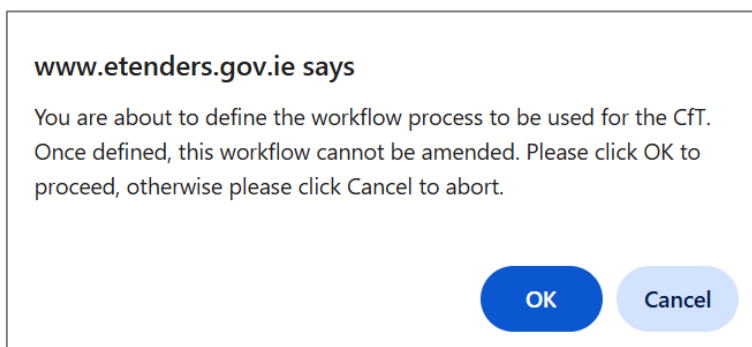 www.etenders.gov.ie says
You are about to define the workflow process to be used for the CfT.
Once defined, this workflow cannot be amended. Please click OK to
proceed, otherwise please click Cancel to abort.
OK Cancel